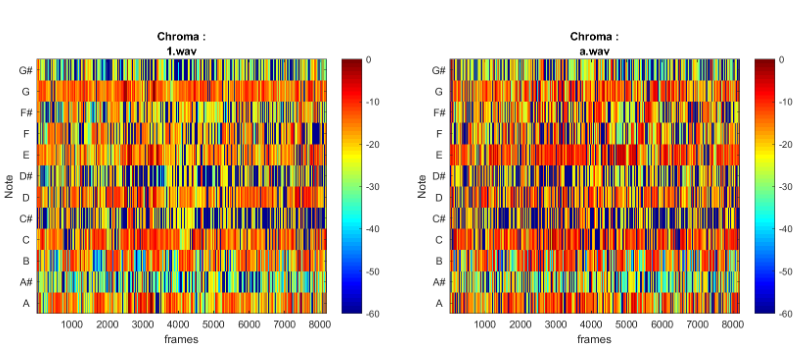 Chroma :
1.wav
Note
G#
G
F#
F
E
D#
D
C#
C
B
A#
A
1000 2000 3000 4000 5000 6000 7000 8000
frames
0
-10
-20
-30
-40
-50
-60
Chroma :
a.wav
Note
G#
G
F#
F
E
D#
D
C#
C
B
A#
A
1000 2000 3000 4000 5000 6000 7000 8000
frames
0
-10
-20
-30
-40
-50
-60